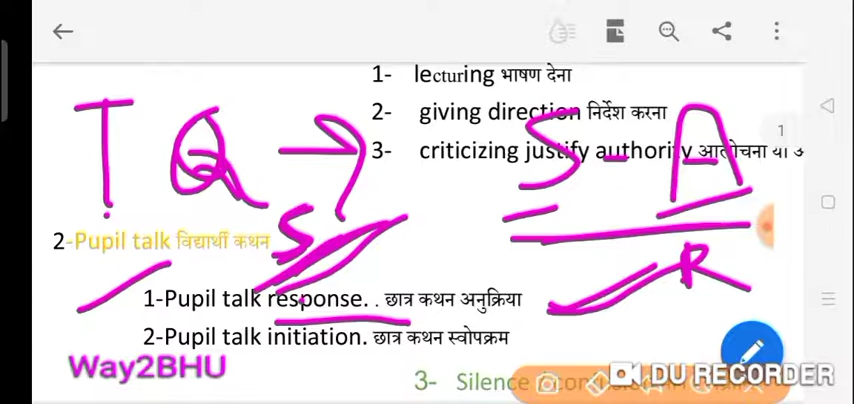 1- lecturing भाषण देना
2- giving direction निर्देश करना
3- criticizing justify authority आलोचना या
1
T Q → S
S - A
R
2-Pupil talk विद्यार्थी कथन
1-Pupil talk response. . छात्र कथन अनुक्रिया
2-Pupil talk initiation. छात्र कथन स्वोपक्रम
Way2BHU
3- Silence
DU RECORDER